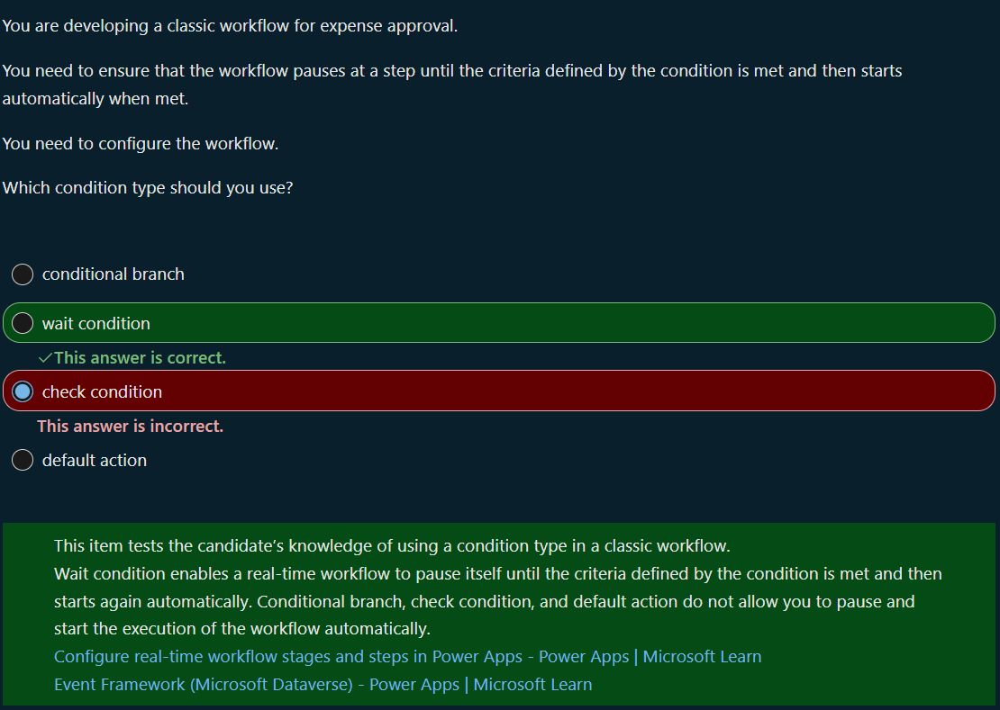 You are developing a classic workflow for expense approval.
You need to ensure that the workflow pauses at a step until the criteria defined by the condition is met and then starts
automatically when met.
You need to configure the workflow.
Which condition type should you use?
conditional branch
wait condition
✓This answer is correct.
check condition
This answer is incorrect.
default action
This item tests the candidate’s knowledge of using a condition type in a classic workflow.
Wait condition enables a real-time workflow to pause itself until the criteria defined by the condition is met and then
starts again automatically. Conditional branch, check condition, and default action do not allow you to pause and
start the execution of the workflow automatically.
Configure real-time workflow stages and steps in Power Apps - Power Apps | Microsoft Learn
Event Framework (Microsoft Dataverse) - Power Apps | Microsoft Learn